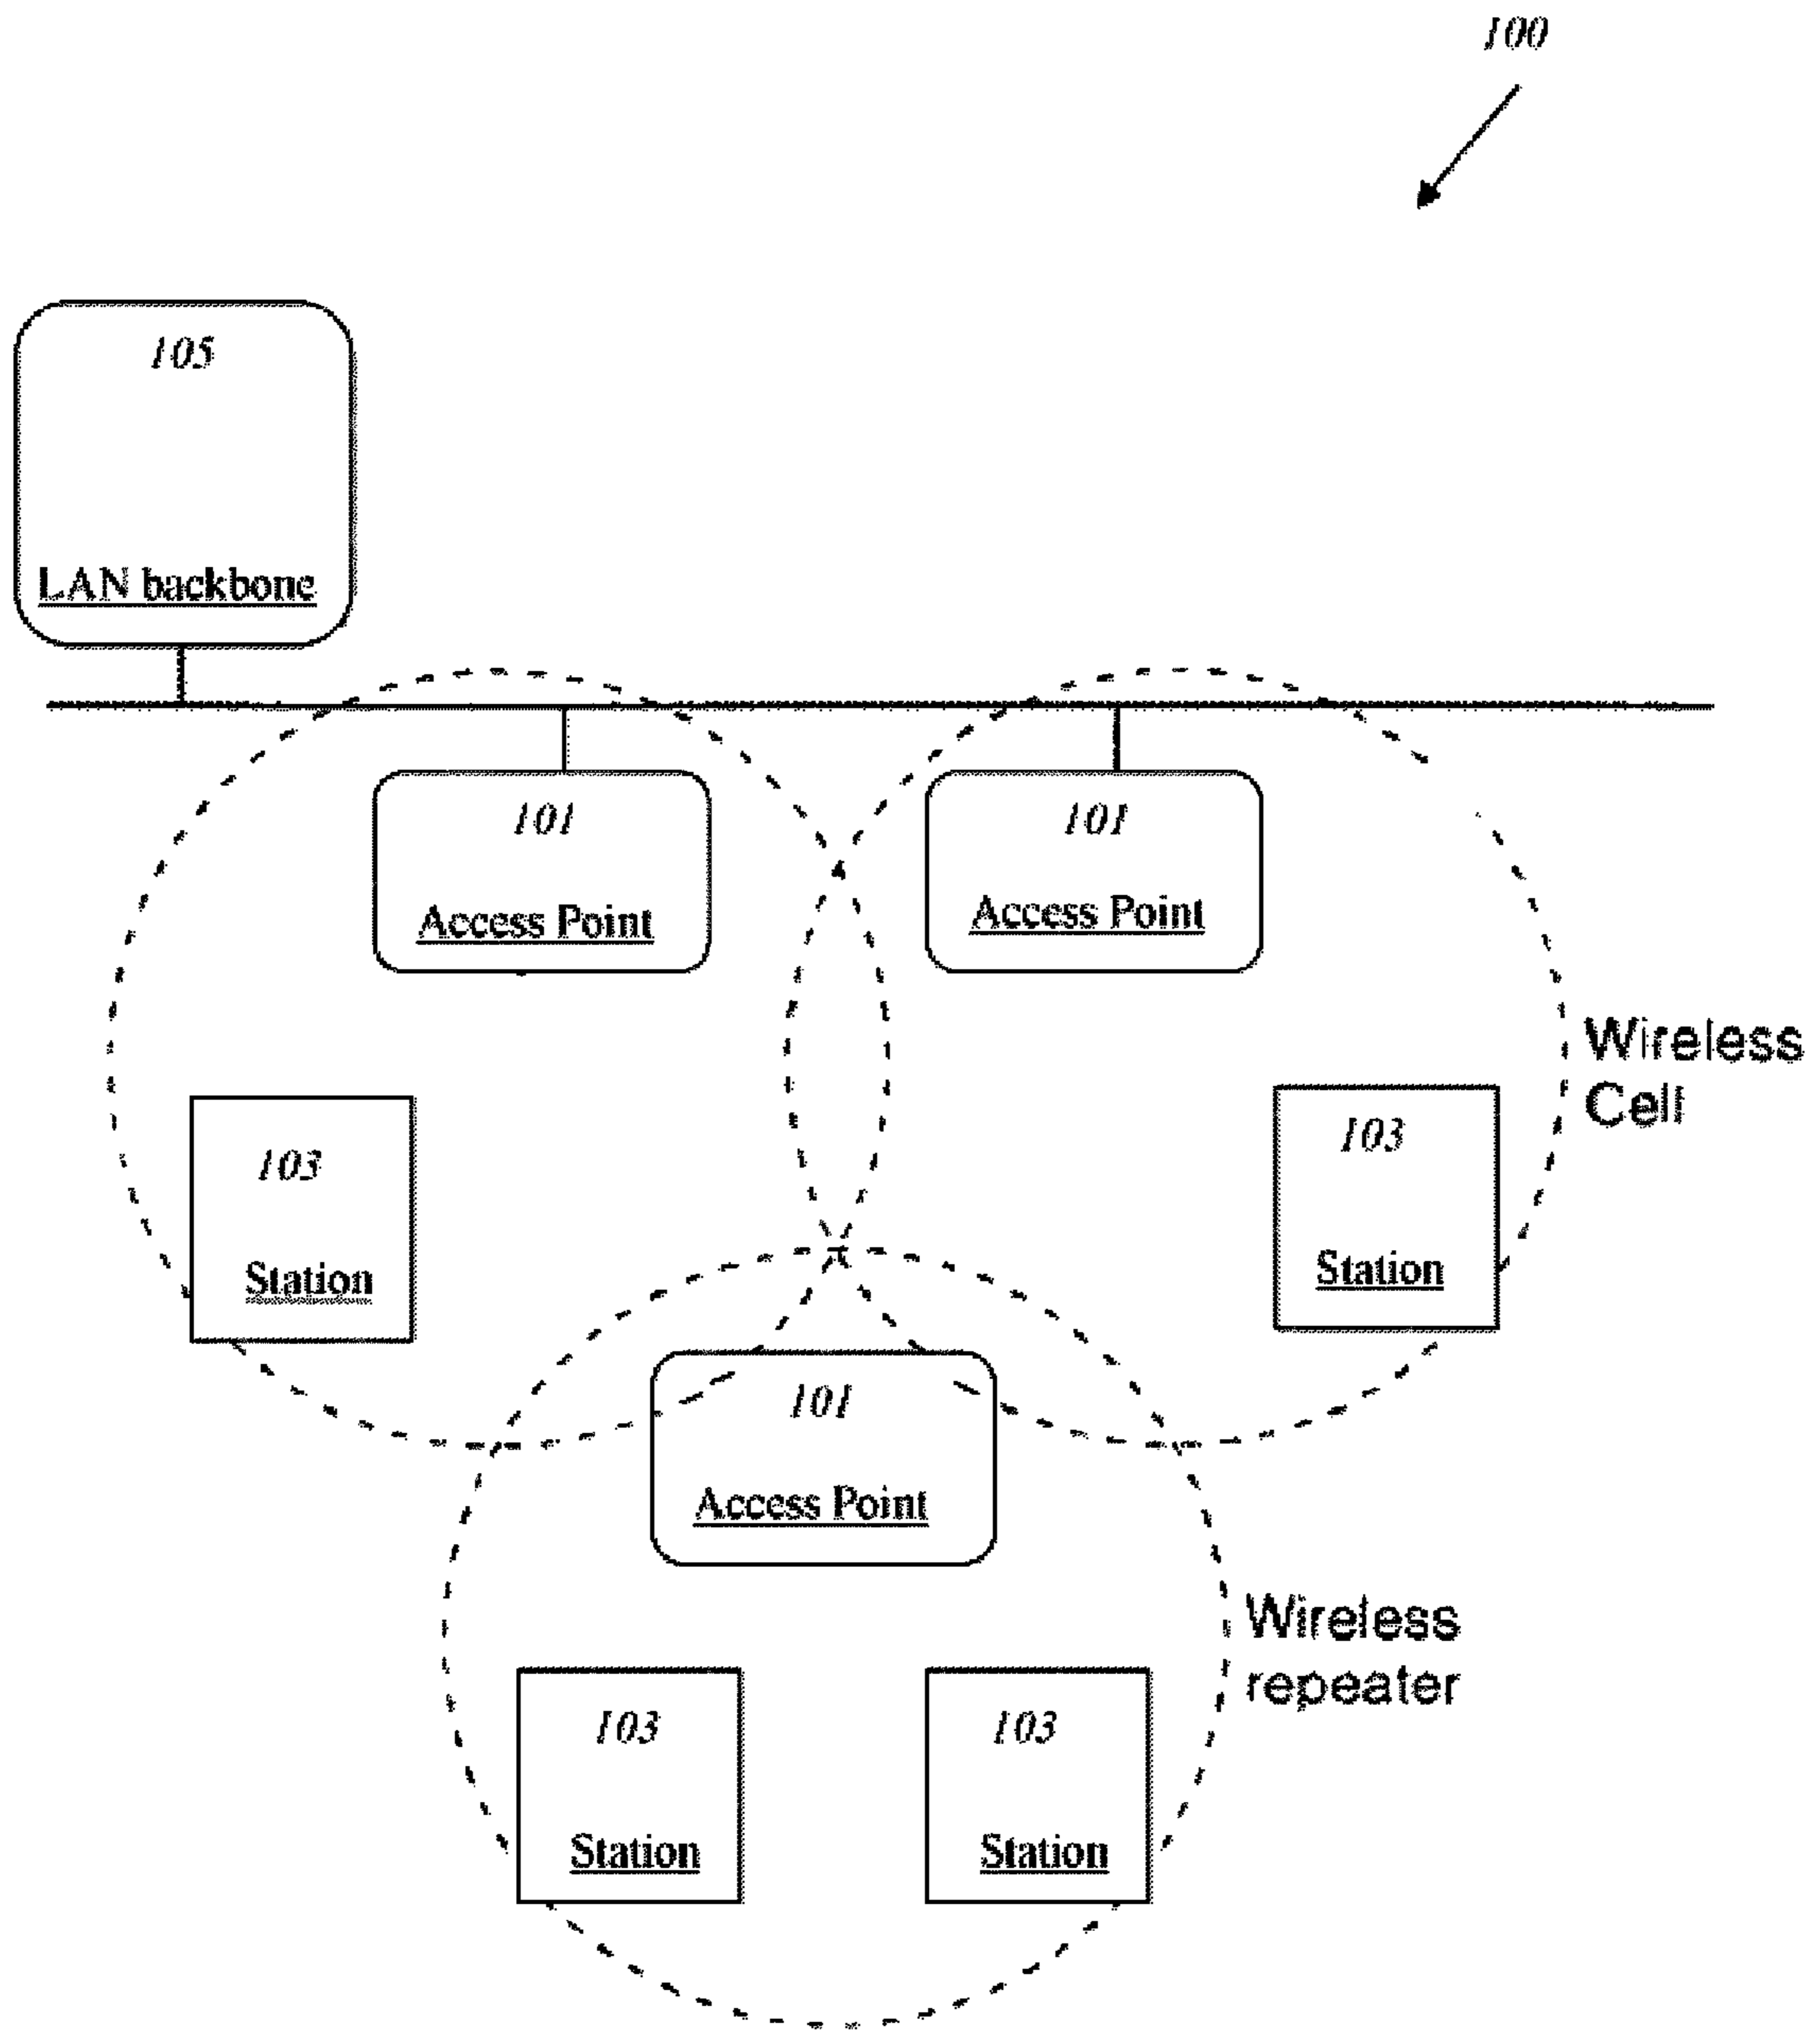 100
105
LAN backbone
101
Access Point
101
Access Point
Wireless
Cell
103
Station
103
Station
101
Access Point
Wireless
repeater
103
Station
103
Station